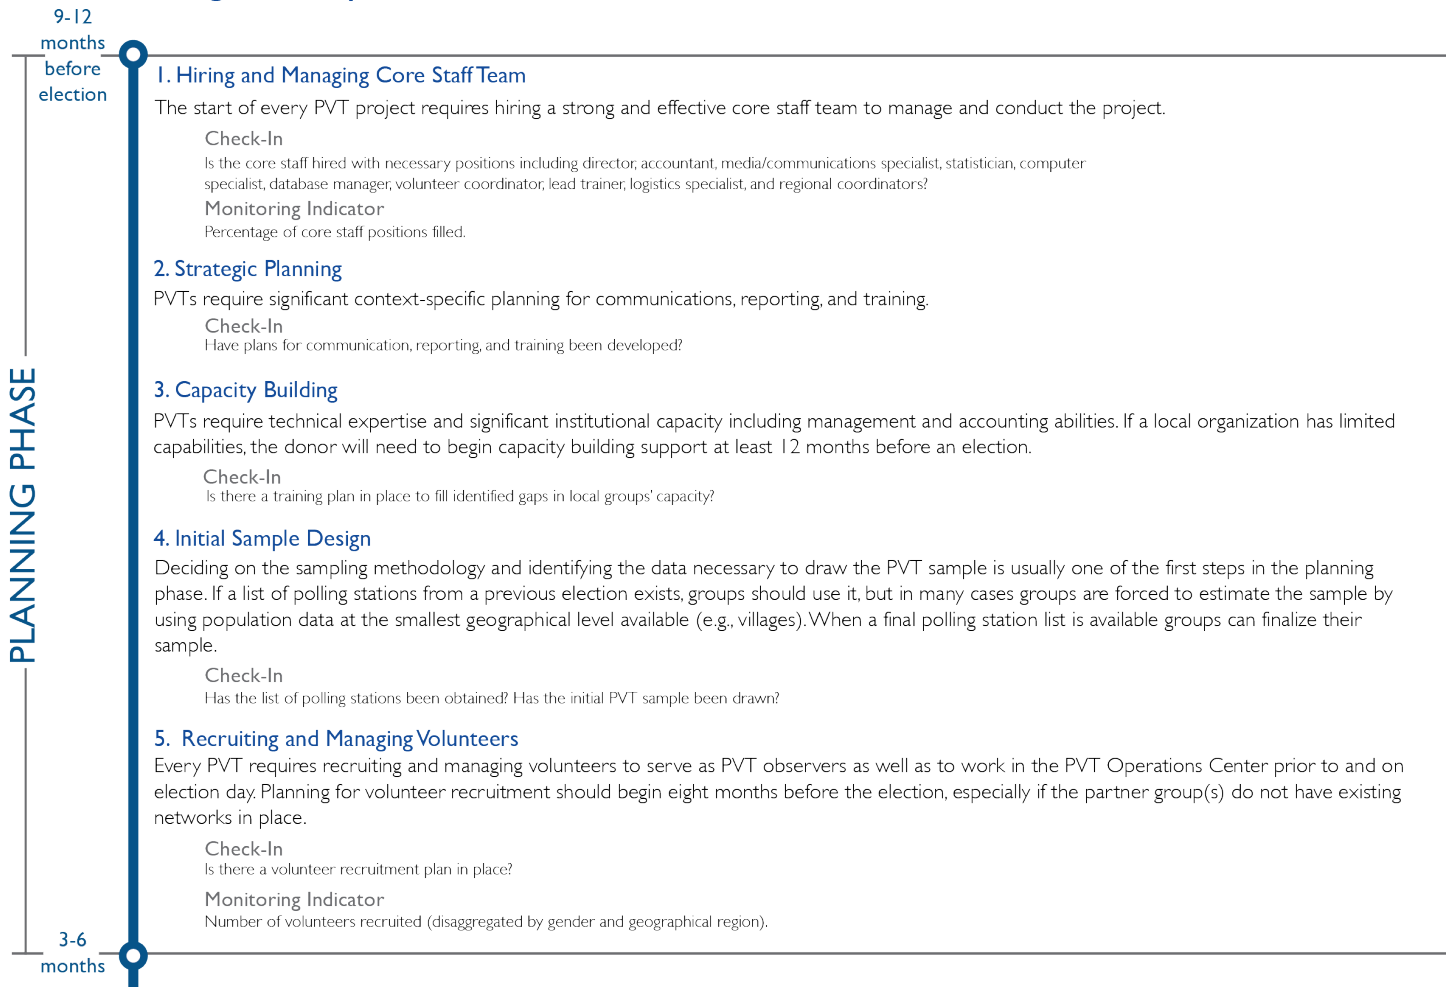 9-12
months
before
election
1. Hiring and Managing Core Staff Team
The start of every PVT project requires hiring a strong and effective core staff team to manage and conduct the project.
Check-In
Is the core staff hired with necessary positions including director, accountant, media/communications specialist, statistician, computer
specialist, database manager, volunteer coordinator, lead trainer, logistics specialist, and regional coordinators?
Monitoring Indicator
Percentage of core staff positions filled.
2. Strategic Planning
PVTs require significant context-specific planning for communications, reporting, and training.
Check-In
Have plans for communication, reporting, and training been developed?
3. Capacity Building
PVTs require technical expertise and significant institutional capacity including management and accounting abilities. If a local organization has limited
capabilities, the donor will need to begin capacity building support at least 12 months before an election.
Check-In
Is there a training plan in place to fill identified gaps in local groups' capacity?
PLANNING PHASE
4. Initial Sample Design
Deciding on the sampling methodology and identifying the data necessary to draw the PVT sample is usually one of the first steps in the planning
phase. If a list of polling stations from a previous election exists, groups should use it, but in many cases groups are forced to estimate the sample by
using population data at the smallest geographical level available (e.g., villages). When a final polling station list is available groups can finalize their
sample.
Check-In
Has the list of polling stations been obtained? Has the initial PVT sample been drawn?
5. Recruiting and Managing Volunteers
Every PVT requires recruiting and managing volunteers to serve as PVT observers as well as to work in the PVT Operations Center prior to and on
election day. Planning for volunteer recruitment should begin eight months before the election, especially if the partner group(s) do not have existing
networks in place.
Check-In
Is there a volunteer recruitment plan in place?
Monitoring Indicator
Number of volunteers recruited (disaggregated by gender and geographical region).
3-6
months